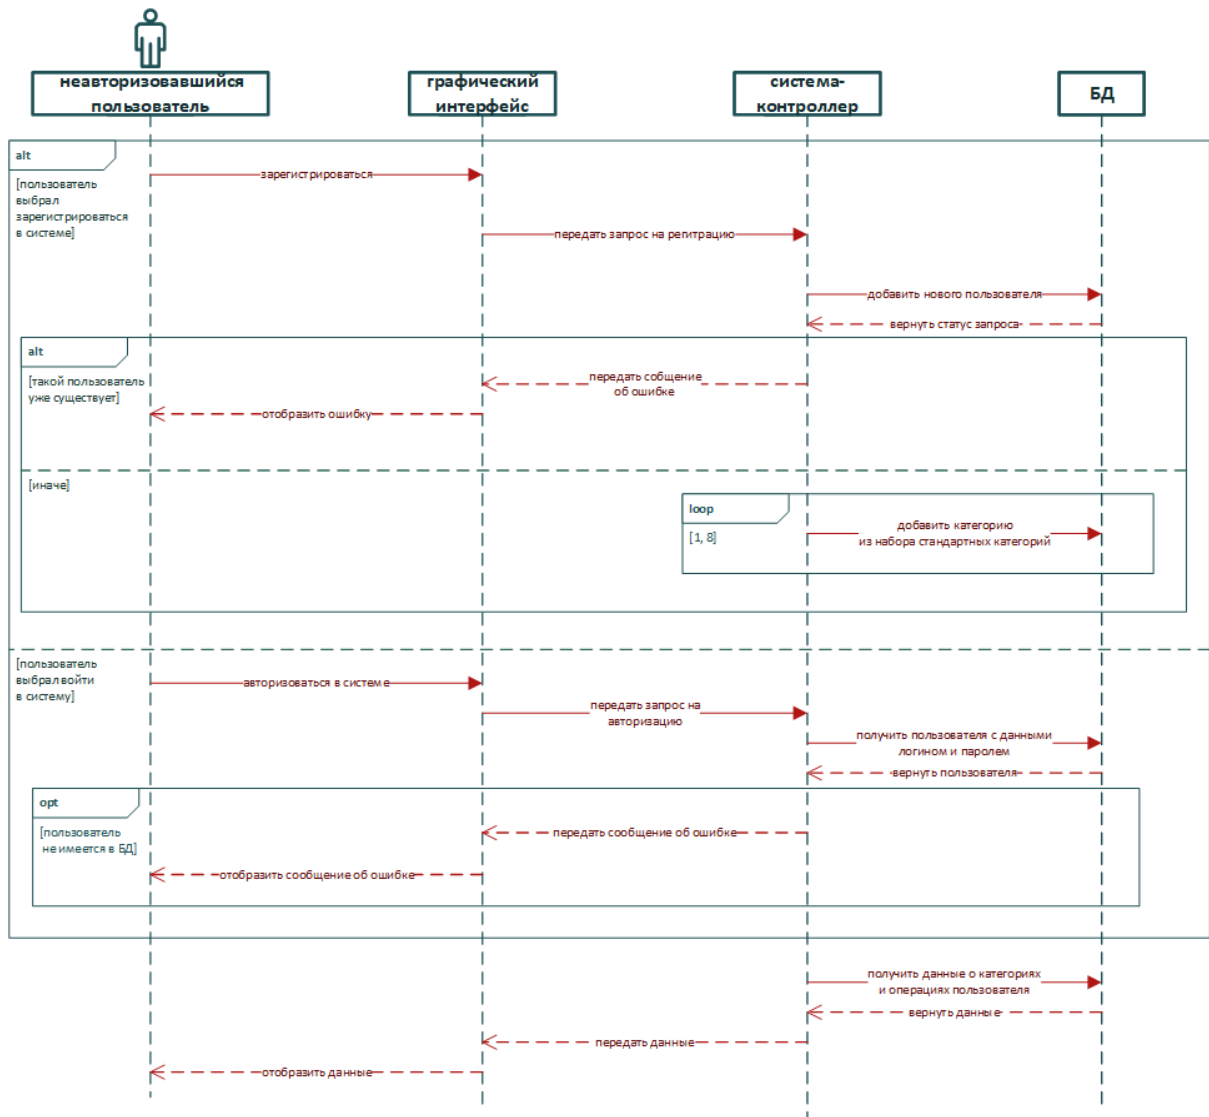 неавторизовавшийся
пользователь
графический
интерфейс
система-
контроллер
БД
alt
[пользователь
выбрал
зарегистрироваться
в системе]
зарегистрироваться
передать запрос на регитрацию
добавить нового пользователя
вернуть статус запроса
alt
[такой пользователь
уже существует]
передать собщение
об ошибке
отобразить ошибку
[иначе]
loop
[1, 8]
добавить категорию
из набора стандартных категорий
[пользователь
выбрал войти
в систему]
авторизоваться в системе
передать запрос на
авторизацию
получить пользователя с данными
логином и паролем
вернуть пользователя
opt
[пользователь
не имеется в БД]
передать сообщение об ошибке
отобразить сообщение об ошибке
получить данные о категориях
и операциях пользователя
вернуть данные
передать данные
отобразить данные